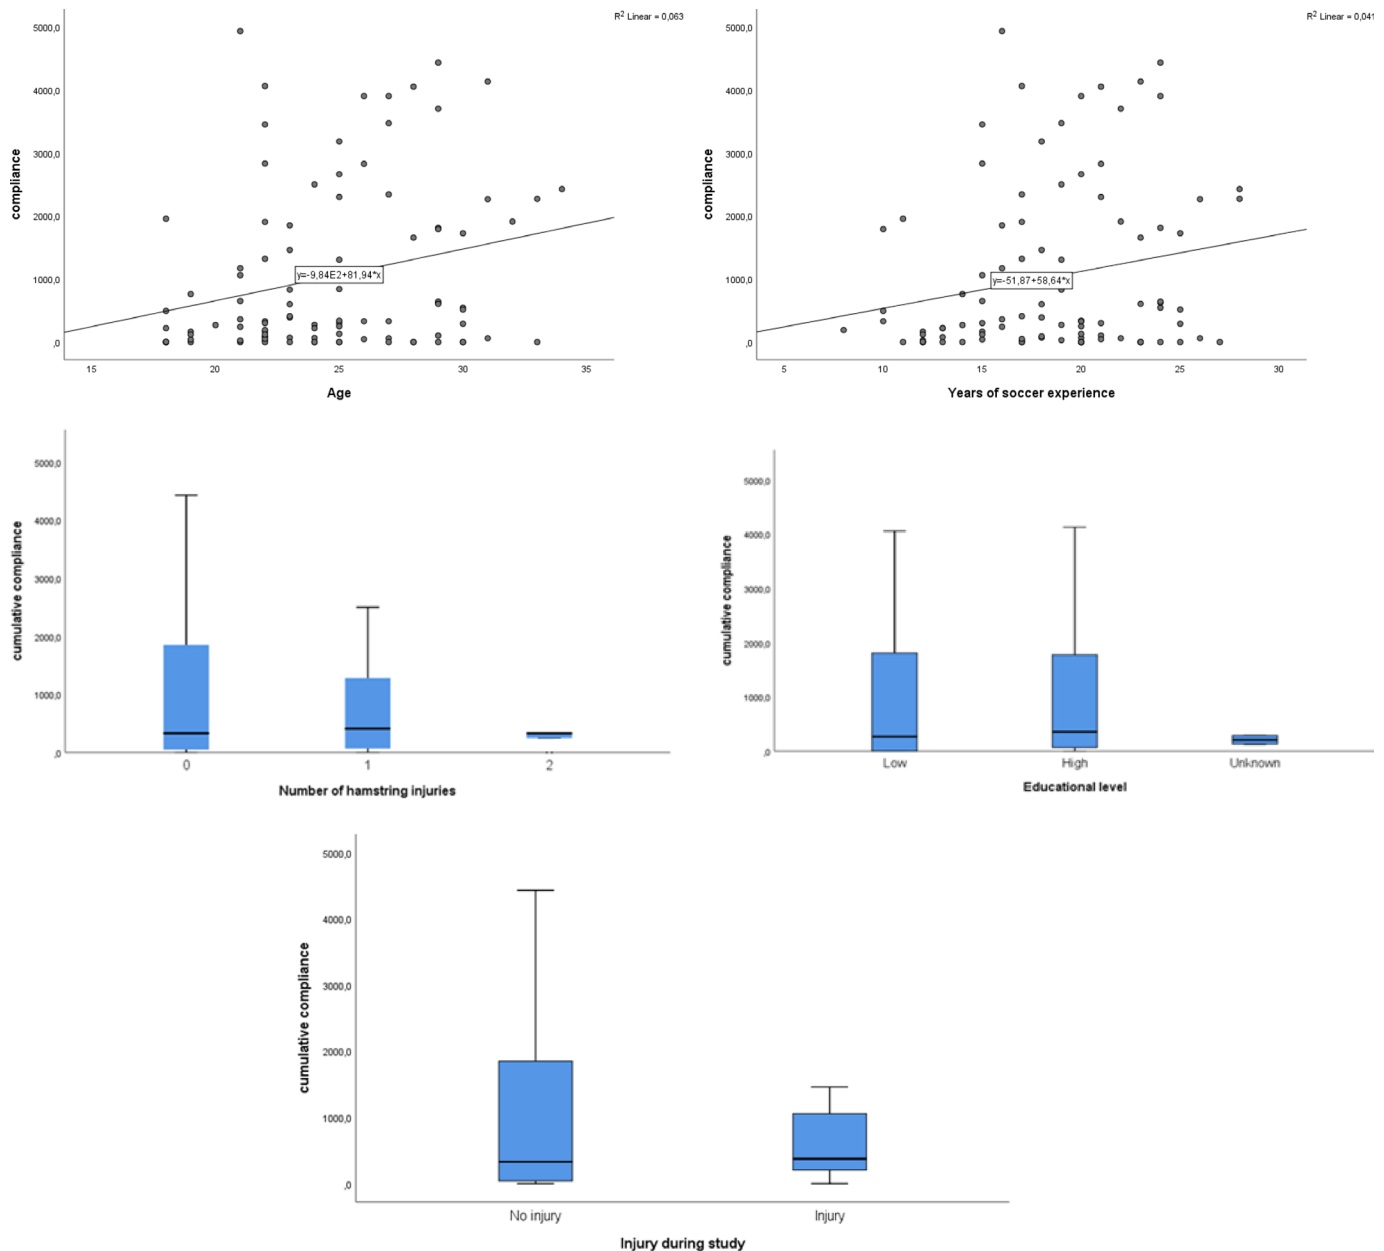 R2 Linear = 0,063
5000,0
4000,0
3000,0
2000,0
1000,0
,0
compliance
y=-9,84E2+81,94*x
15 20 25 30 35
Age
R2 Linear = 0,041
5000,0
4000,0
3000,0
2000,0
1000,0
,0
compliance
y=-51,87+58,64*x
5 10 15 20 25 30
Years of soccer experience
5000,0
4000,0
3000,0
2000,0
1000,0
,0
cumulative compliance
0 1 2
Number of hamstring injuries
5000,0
4000,0
3000,0
2000,0
1000,0
,0
cumulative compliance
Low High Unknown
Educational level
5000,0
4000,0
3000,0
2000,0
1000,0
,0
cumulative compliance
No injury Injury
Injury during study